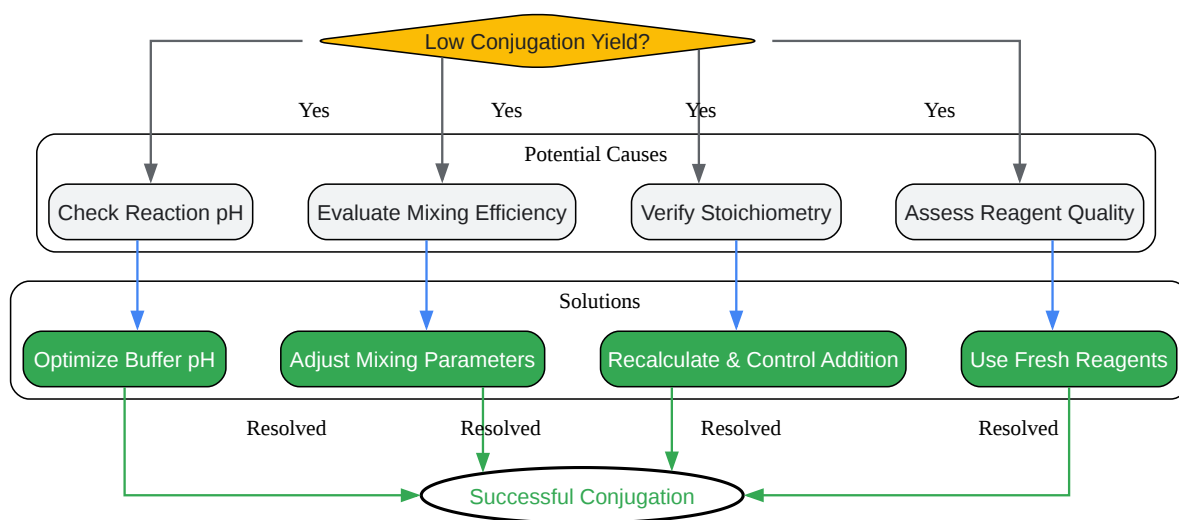 Low Conjugation Yield?
Yes Yes Yes Yes
Potential Causes
Check Reaction pH Evaluate Mixing Efficiency Verify Stoichiometry Assess Reagent Quality
Solutions
Optimize Buffer pH Adjust Mixing Parameters Recalculate & Control Addition Use Fresh Reagents
Resolved Resolved Resolved Resolved
Successful Conjugation